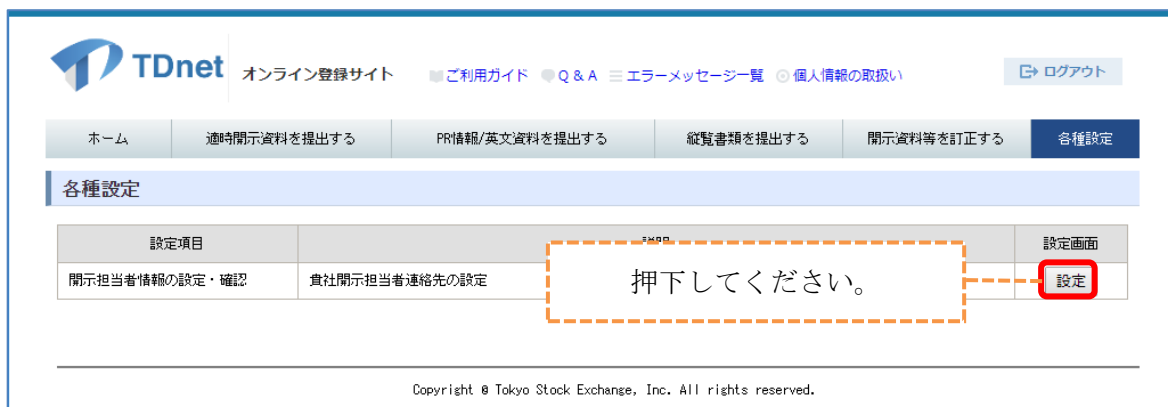 TDnet オンライン登録サイト ご利用ガイド Q & A エラーメッセージ一覧 個人情報の取扱い ログアウト
ホーム 適時開示資料を提出する PR情報/英文資料を提出する 縦覧書類を提出する 開示資料等を訂正する 各種設定
各種設定
設定項目 設定画面
開示担当者情報の設定・確認 貴社開示担当者連絡先の設定 押下してください。 設定
Copyright @ Tokyo Stock Exchange, Inc. All rights reserved.